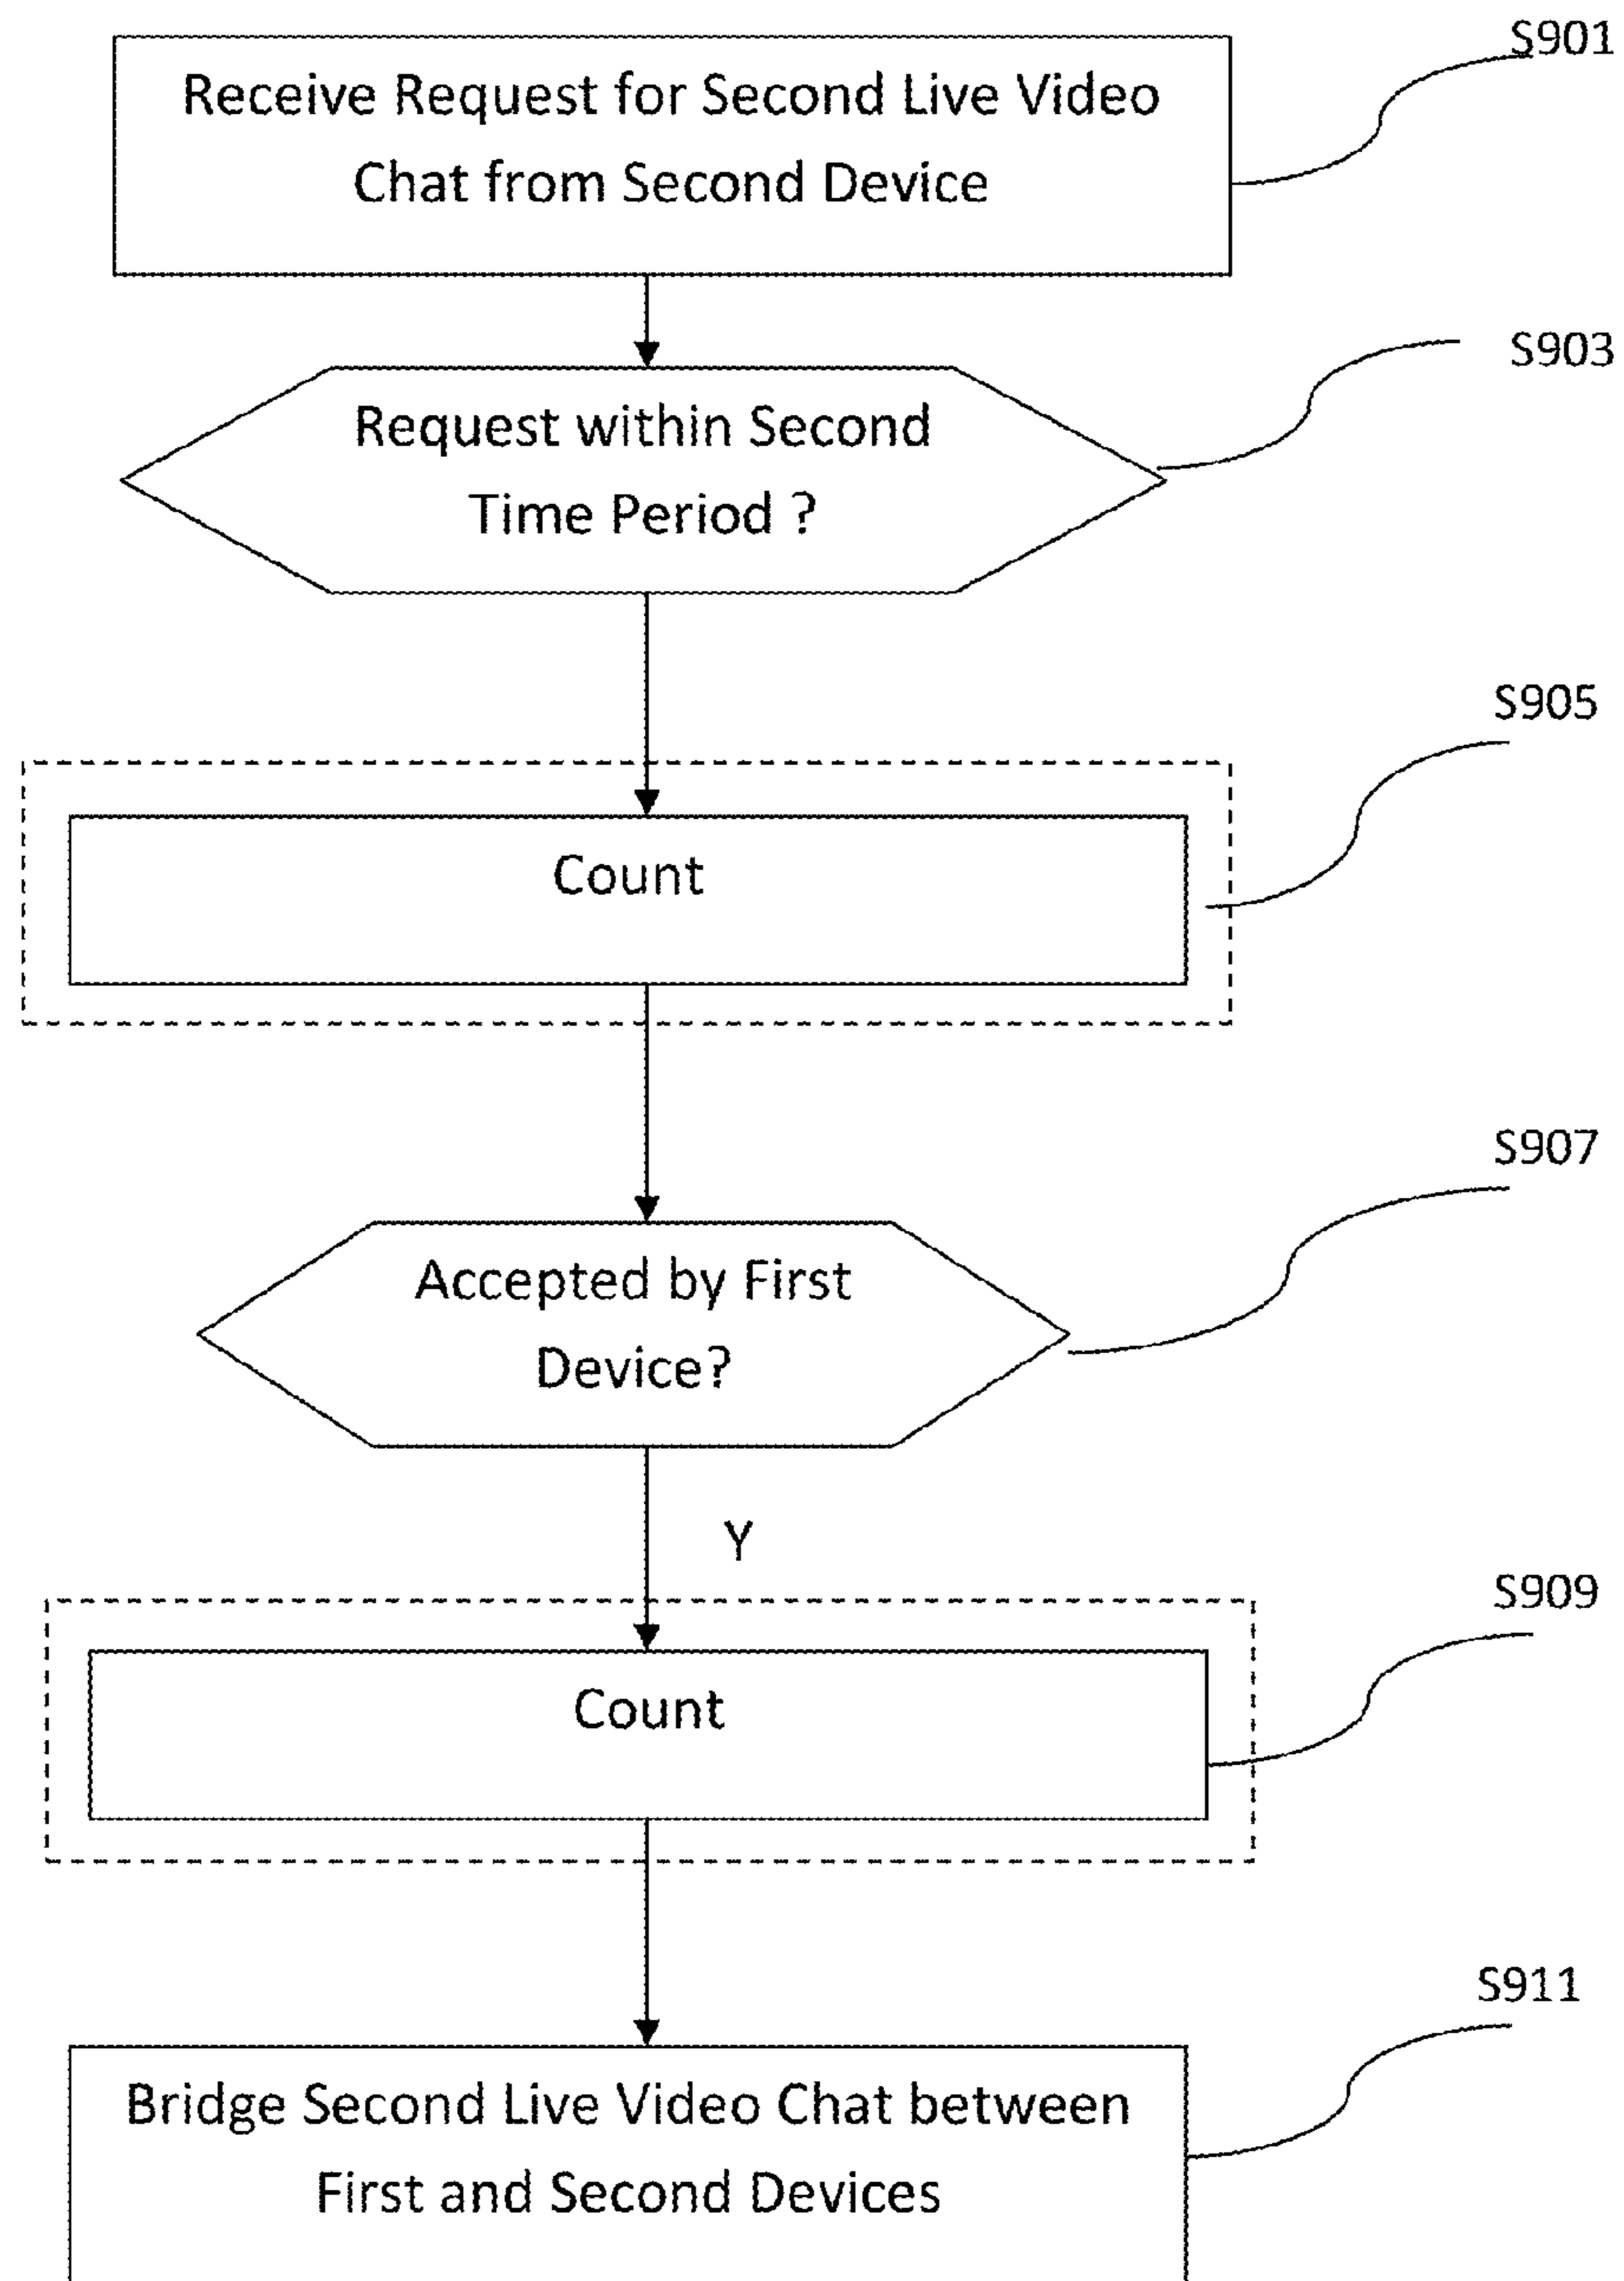 S901
Receive Request for Second Live Video
Chat from Second Device
S903
Request within Second
Time Period ?
S905
Count
S907
Accepted by First
Device?
Y
S909
Count
S911
Bridge Second Live Video Chat between
First and Second Devices